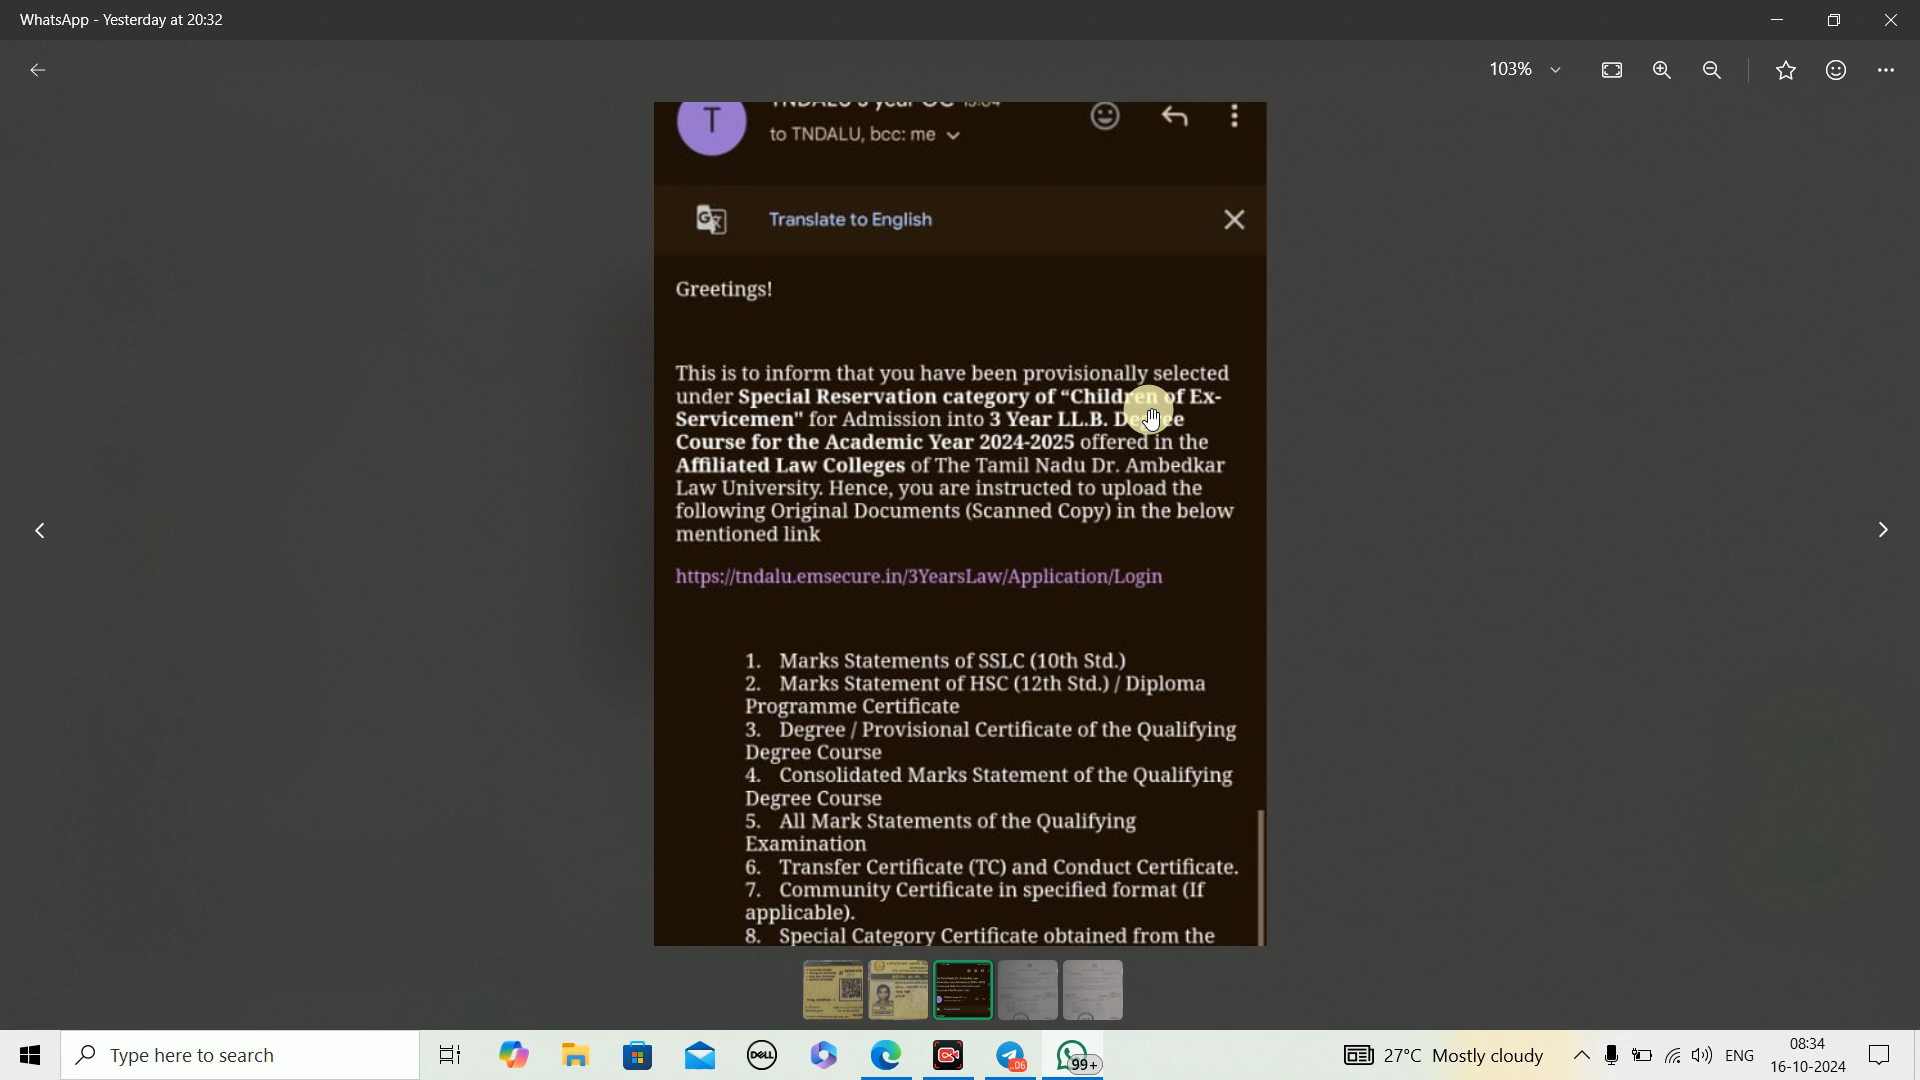 WhatsApp - Yesterday at 20:32
103%
TNDALU 3 year OC 15:04
T
to TNDALU, bcc: me
Translate to English
Greetings!
This is to inform that you have been provisionally selected
under Special Reservation category of “Children of Ex-
Servicemen" for Admission into 3 Year LL.B. Degree
Course for the Academic Year 2024-2025 offered in the
Affiliated Law Colleges of The Tamil Nadu Dr. Ambedkar
Law University. Hence, you are instructed to upload the
following Original Documents (Scanned Copy) in the below
mentioned link
https://tndalu.emsecure.in/3YearsLaw/Application/Login
1. Marks Statements of SSLC (10th Std.)
2. Marks Statement of HSC (12th Std.) / Diploma
Programme Certificate
3. Degree / Provisional Certificate of the Qualifying
Degree Course
4. Consolidated Marks Statement of the Qualifying
Degree Course
5. All Mark Statements of the Qualifying
Examination
6. Transfer Certificate (TC) and Conduct Certificate.
7. Community Certificate in specified format (If
applicable).
8. Special Category Certificate obtained from the
Type here to search
DELL
06
99+
27°C Mostly cloudy
ENG
08:34
16-10-2024